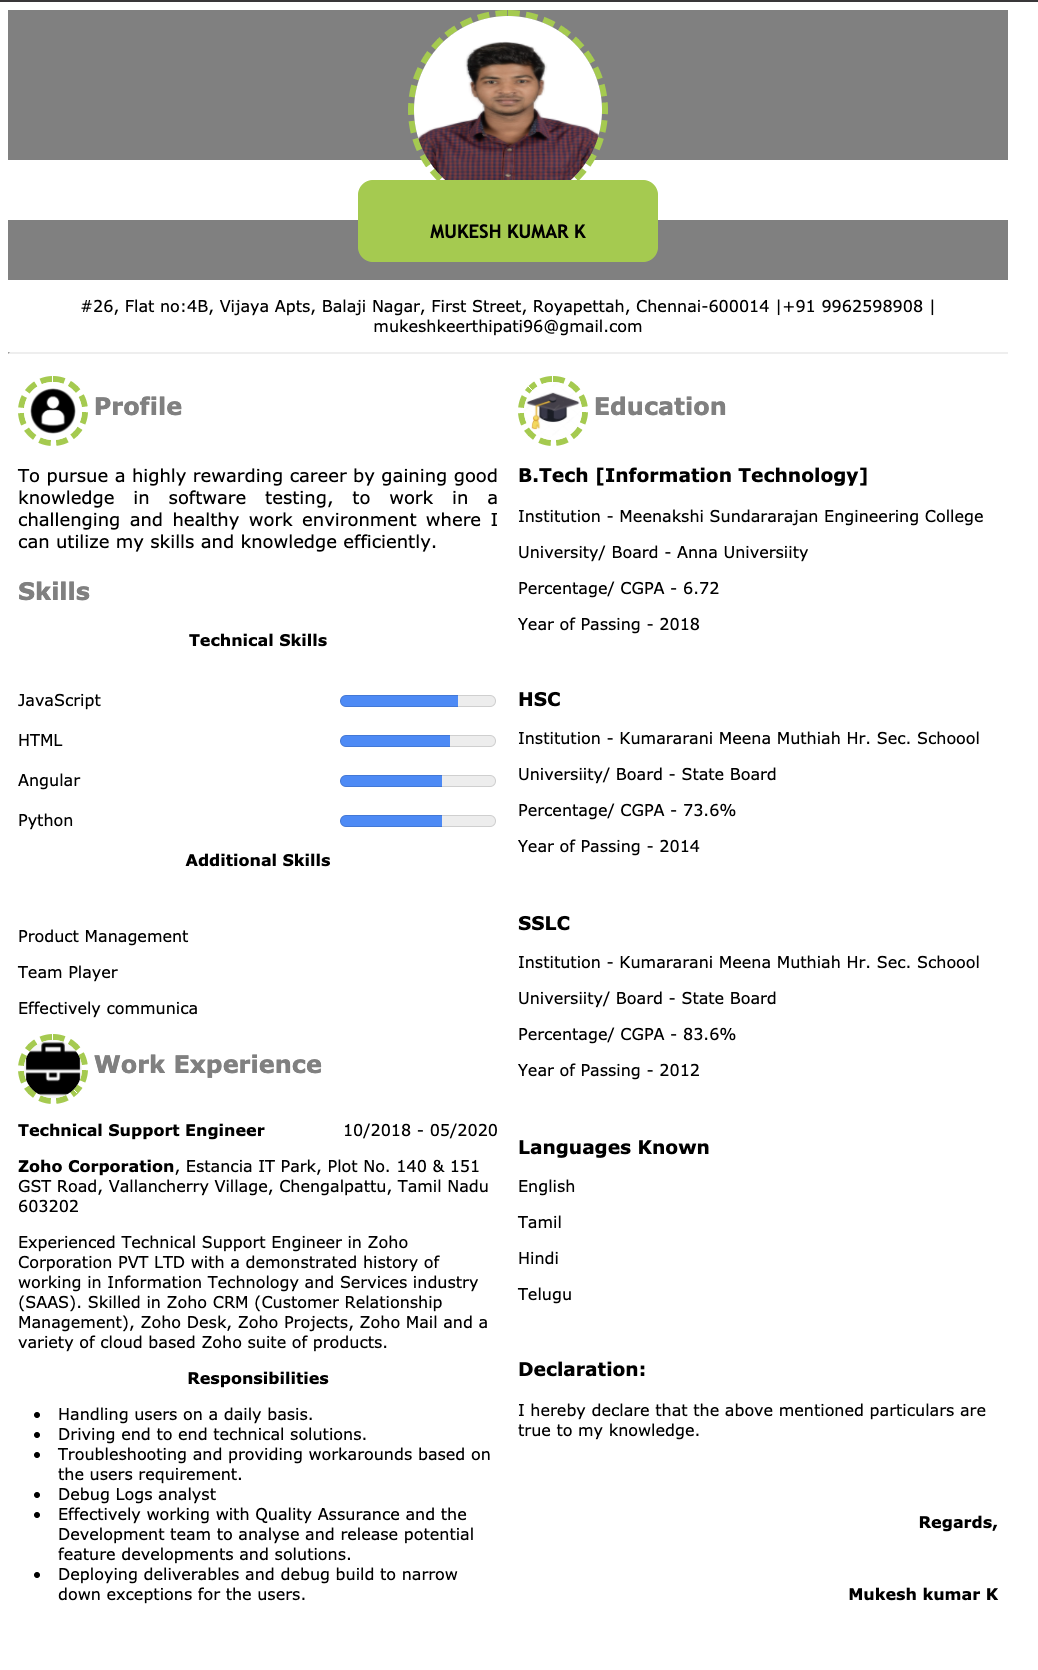 MUKESH KUMAR K
#26, Flat no:4B, Vijaya Apts, Balaji Nagar, First Street, Royapettah, Chennai-600014 |+91 9962598908 |
mukeshkeerthipati96@gmail.com
Profile
To pursue a highly rewarding career by gaining good
knowledge in software testing, to work in a
challenging and healthy work environment where I
can utilize my skills and knowledge efficiently.
Skills
Technical Skills
JavaScript
HTML
Angular
Python
Additional Skills
Product Management
Team Player
Effectively communica
Work Experience
Technical Support Engineer 10/2018 - 05/2020
Zoho Corporation, Estancia IT Park, Plot No. 140 & 151
GST Road, Vallancherry Village, Chengalpattu, Tamil Nadu
603202
Experienced Technical Support Engineer in Zoho
Corporation PVT LTD with a demonstrated history of
working in Information Technology and Services industry
(SAAS). Skilled in Zoho CRM (Customer Relationship
Management), Zoho Desk, Zoho Projects, Zoho Mail and a
variety of cloud based Zoho suite of products.
Responsibilities
• Handling users on a daily basis.
• Driving end to end technical solutions.
• Troubleshooting and providing workarounds based on
the users requirement.
• Debug Logs analyst
• Effectively working with Quality Assurance and the
Development team to analyse and release potential
feature developments and solutions.
• Deploying deliverables and debug build to narrow
down exceptions for the users.
Education
B.Tech [Information Technology]
Institution - Meenakshi Sundararajan Engineering College
University/ Board - Anna Universiity
Percentage/ CGPA - 6.72
Year of Passing - 2018
HSC
Institution - Kumararani Meena Muthiah Hr. Sec. Schoool
Universiity/ Board - State Board
Percentage/ CGPA - 73.6%
Year of Passing - 2014
SSLC
Institution - Kumararani Meena Muthiah Hr. Sec. Schoool
Universiity/ Board - State Board
Percentage/ CGPA - 83.6%
Year of Passing - 2012
Languages Known
English
Tamil
Hindi
Telugu
Declaration:
I hereby declare that the above mentioned particulars are
true to my knowledge.
Regards,
Mukesh kumar K